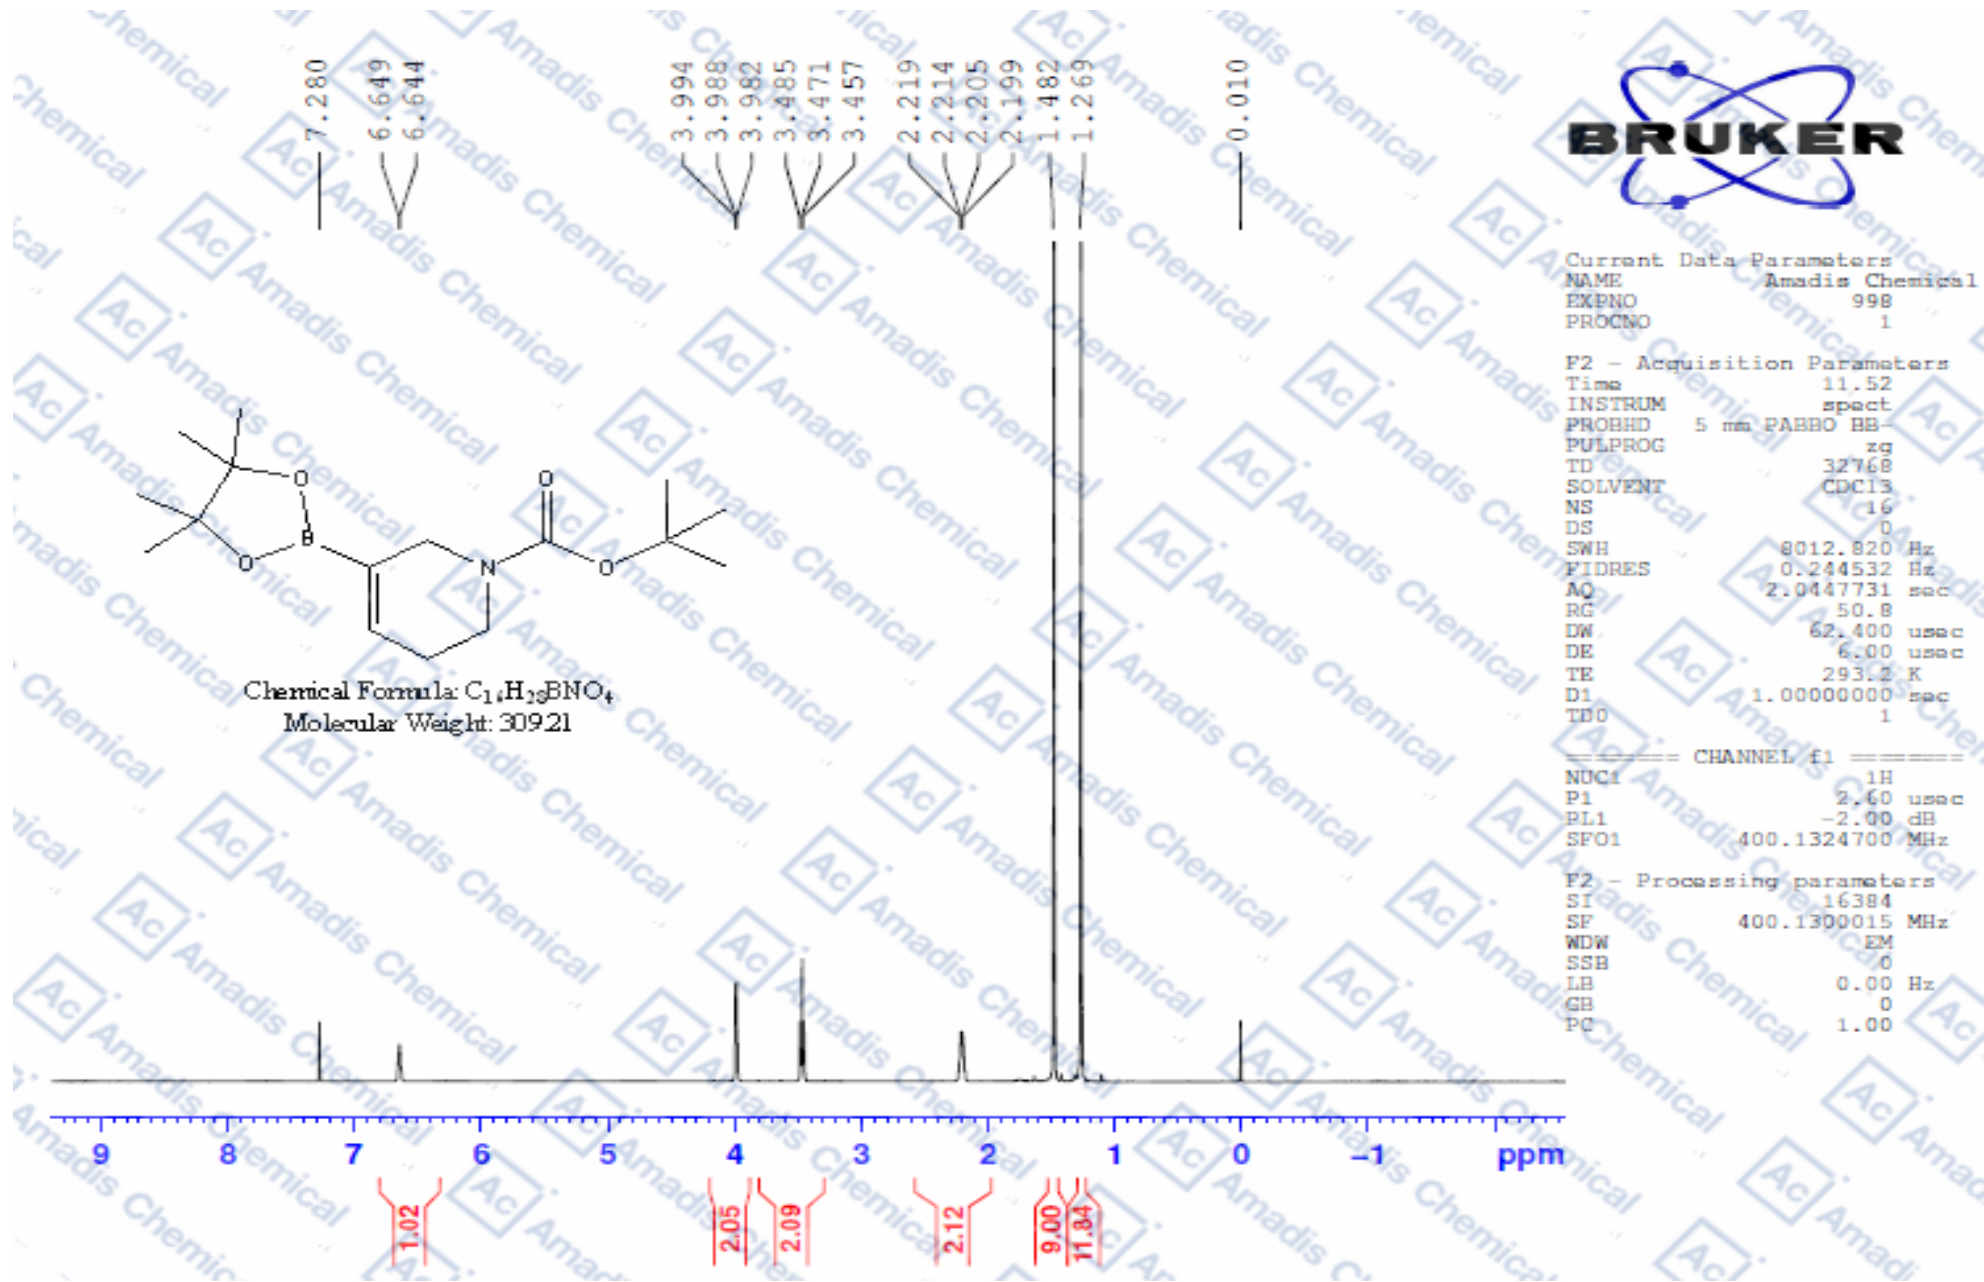 7.280
6.649
6.644
3.994
3.988
3.982
3.485
3.471
3.457
2.219
2.214
2.205
2.199
1.482
1.269
0.010
BRUKER
Current Data Parameters
NAME Amadis Chemical
EXPNO 998
PROCNO 1
F2 - Acquisition Parameters
Time 11.52
INSTRUM spect
PROBHD 5 mm PABBO BB-
PULPROG zg
TD 32768
SOLVENT CDCl3
NS 16
DS 0
SWH 8012.820 Hz
FIDRES 0.244532 Hz
AQ 2.0447731 sec
RG 50.8
DW 62.400 usec
DE 6.00 usec
TE 293.2 K
D1 1.00000000 sec
TD0 1
======== CHANNEL f1 ========
NUC1 1H
P1 2.60 usec
PL1 -2.00 dB
SFO1 400.1324700 MHz
F2 - Processing parameters
SI 16384
SF 400.1300015 MHz
WDW EM
SSB 0
LB 0.00 Hz
GB 0
PC 1.00
O
O
B
O
N
O
O
Chemical Formula: C₁₆H₂₈BNO₄
Molecular Weight: 309.21
9 8 7 6 5 4 3 2 1 0 -1 ppm
1.02
2.05
2.09
2.12
9.00
11.84
Ac Amadis Chemical